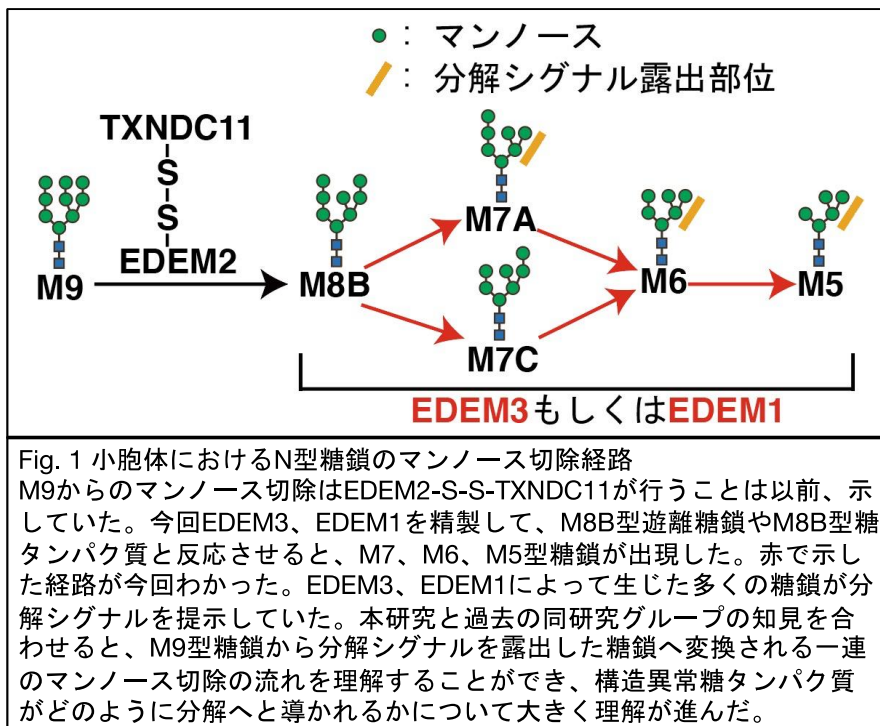 ：マンノース
：分解シグナル露出部位
TXNDC11
S
S
EDEM2
M9
M8B
M7A
M7C
M6
M5
EDEM3もしくはEDEM1
Fig. 1 小胞体におけるN型糖鎖のマンノース切除経路
M9からのマンノース切除はEDEM2-S-S-TXNDC11が行うことは以前、示
していた。今回EDEM3、EDEM1を精製して、M8B型遊離糖鎖やM8B型糖
タンパク質と反応させると、M7、M6、M5型糖鎖が出現した。赤で示し
た経路が今回わかった。EDEM3、EDEM1によって生じた多くの糖鎖が分
解シグナルを提示していた。本研究と過去の同研究グループの知見を合
わせると、M9型糖鎖から分解シグナルを露出した糖鎖へ変換される一連
のマンノース切除の流れを理解することができ、構造異常糖タンパク質
がどのように分解へと導かれるかについて大きく理解が進んだ。